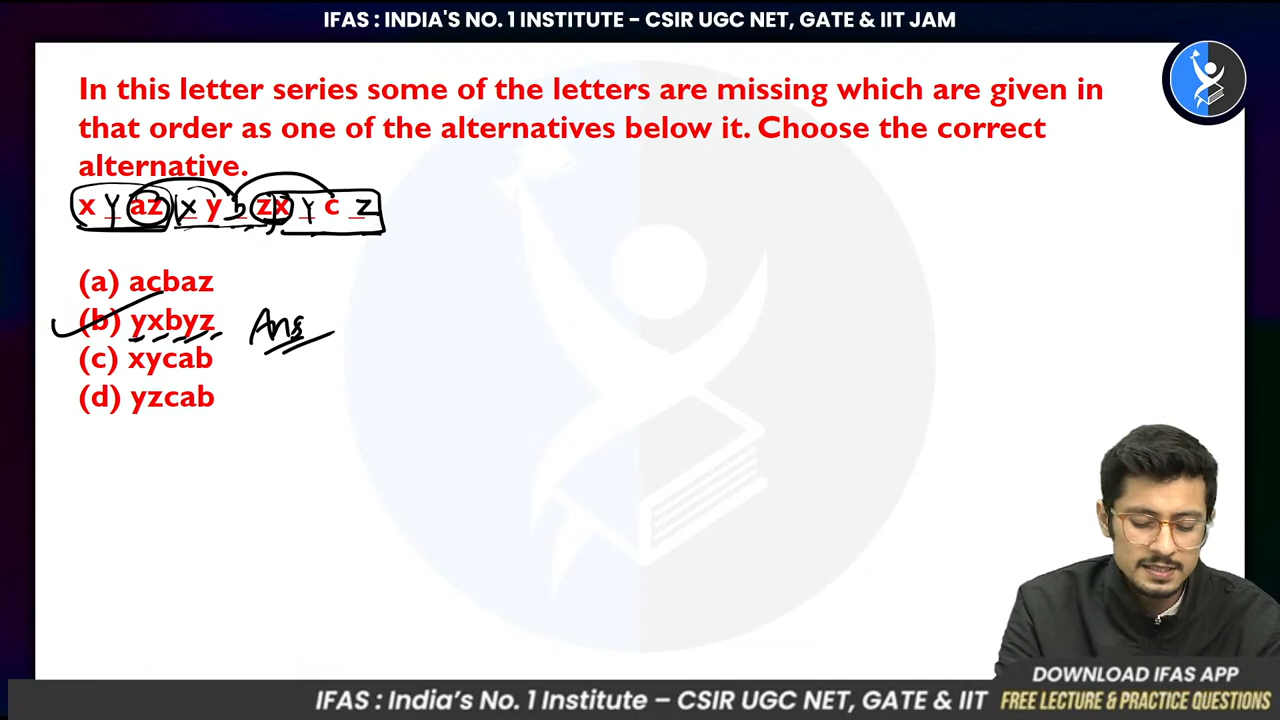 IFAS : INDIA'S NO. 1 INSTITUTE - CSIR UGC NET, GATE & IIT JAM
In this letter series some of the letters are missing which are given in
that order as one of the alternatives below it. Choose the correct
alternative.
x y az x y b zx y c z
(a) acbaz
(b) yxbyz Ans
(c) xycab
(d) yzcab
DOWNLOAD IFAS APP
IFAS : India's No. 1 Institute – CSIR UGC NET, GATE & IIT FREE LECTURE & PRACTICE QUESTIONS